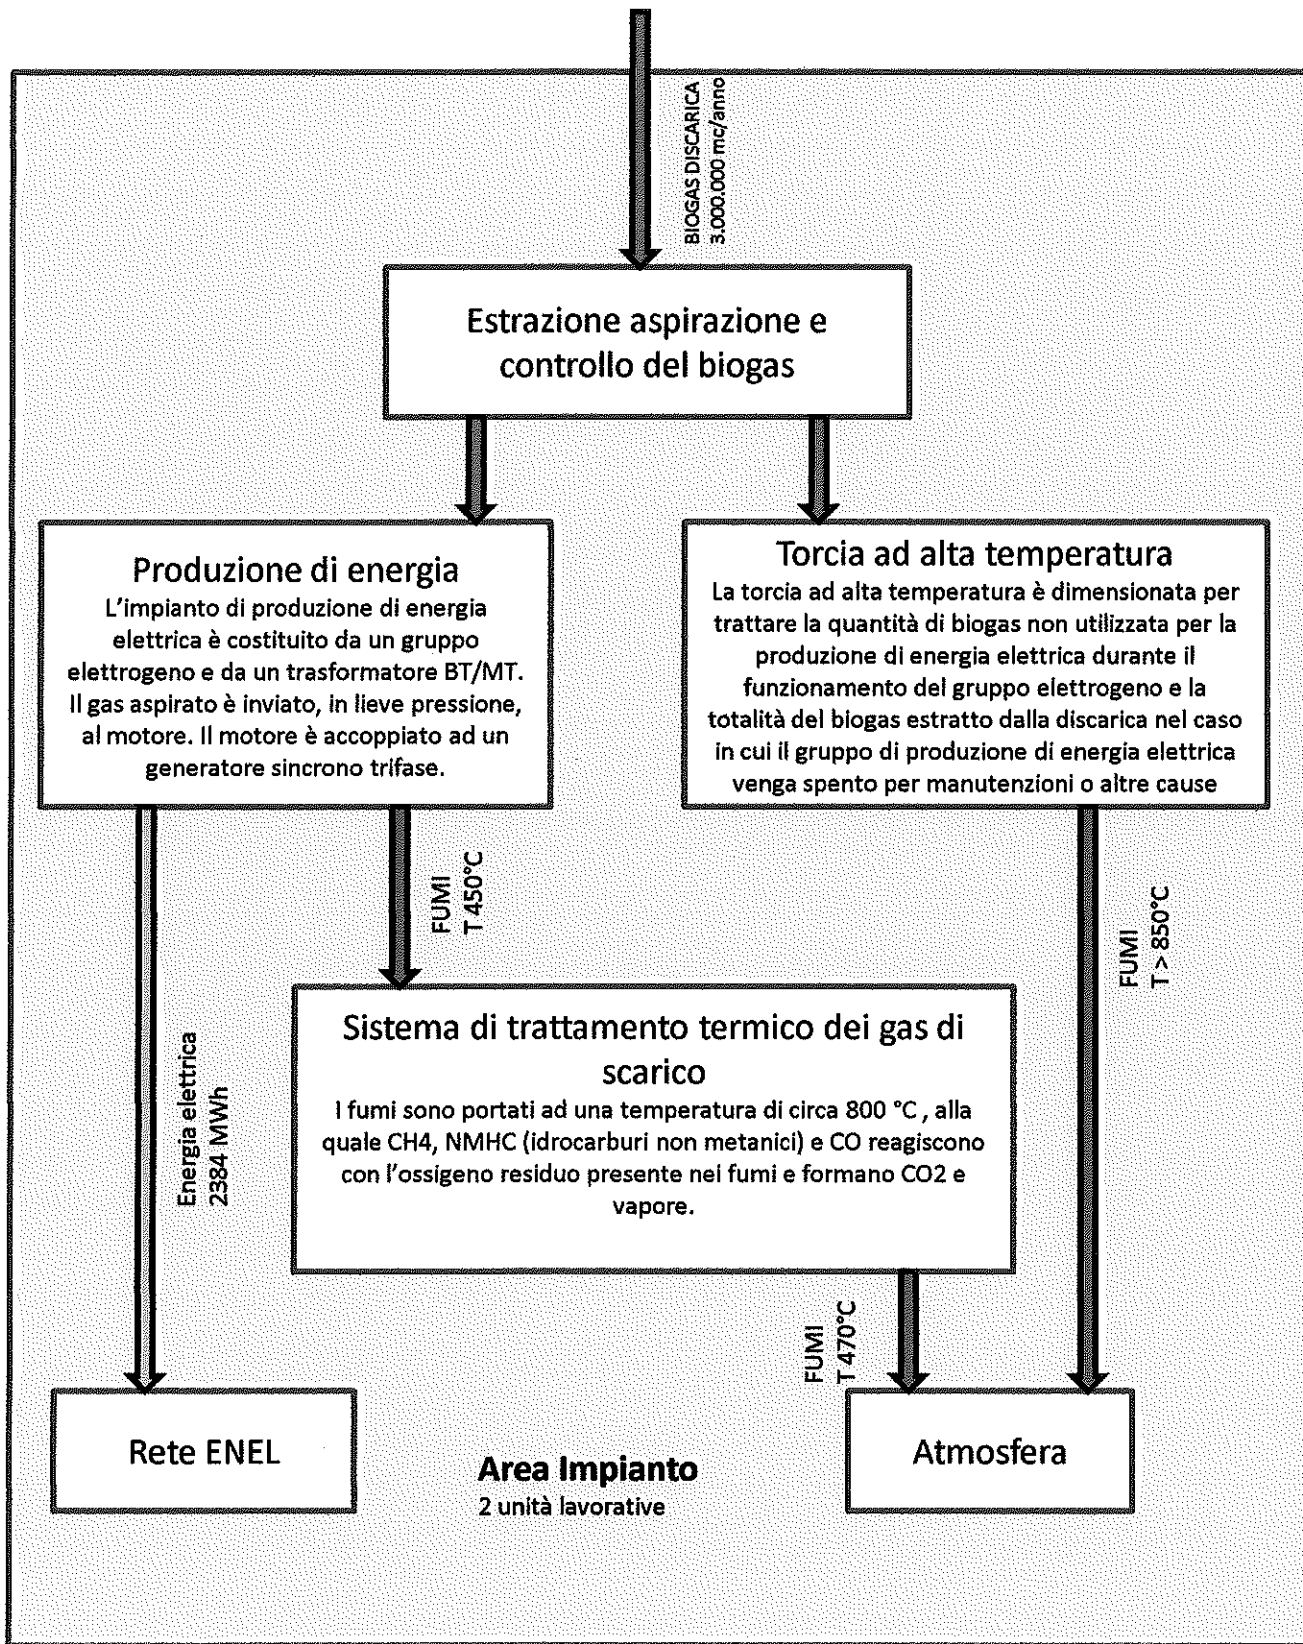 BIOGAS DISCARICA
3.000.000 mc/anno
Estrazione aspirazione e
controllo del biogas
Produzione di energia
L'impianto di produzione di energia
elettrica è costituito da un gruppo
elettrogeno e da un trasformatore BT/MT.
Il gas aspirato è inviato, in lieve pressione,
al motore. Il motore è accoppiato ad un
generatore sincrono trifase.
Torcia ad alta temperatura
La torcia ad alta temperatura è dimensionata per
trattare la quantità di biogas non utilizzata per la
produzione di energia elettrica durante il
funzionamento del gruppo elettrogeno e la
totalità del biogas estratto dalla discarica nel caso
in cui il gruppo di produzione di energia elettrica
venga spento per manutenzioni o altre cause
FUMI
T 450°C
FUMI
T > 850°C
Energia elettrica
2384 MWh
Sistema di trattamento termico dei gas di
scarico
I fumi sono portati ad una temperatura di circa 800 °C , alla
quale CH4, NMHC (idrocarburi non metanici) e CO reagiscono
con l'ossigeno residuo presente nei fumi e formano CO2 e
vapore.
FUMI
T 470°C
Rete ENEL
Area Impianto
2 unità lavorative
Atmosfera